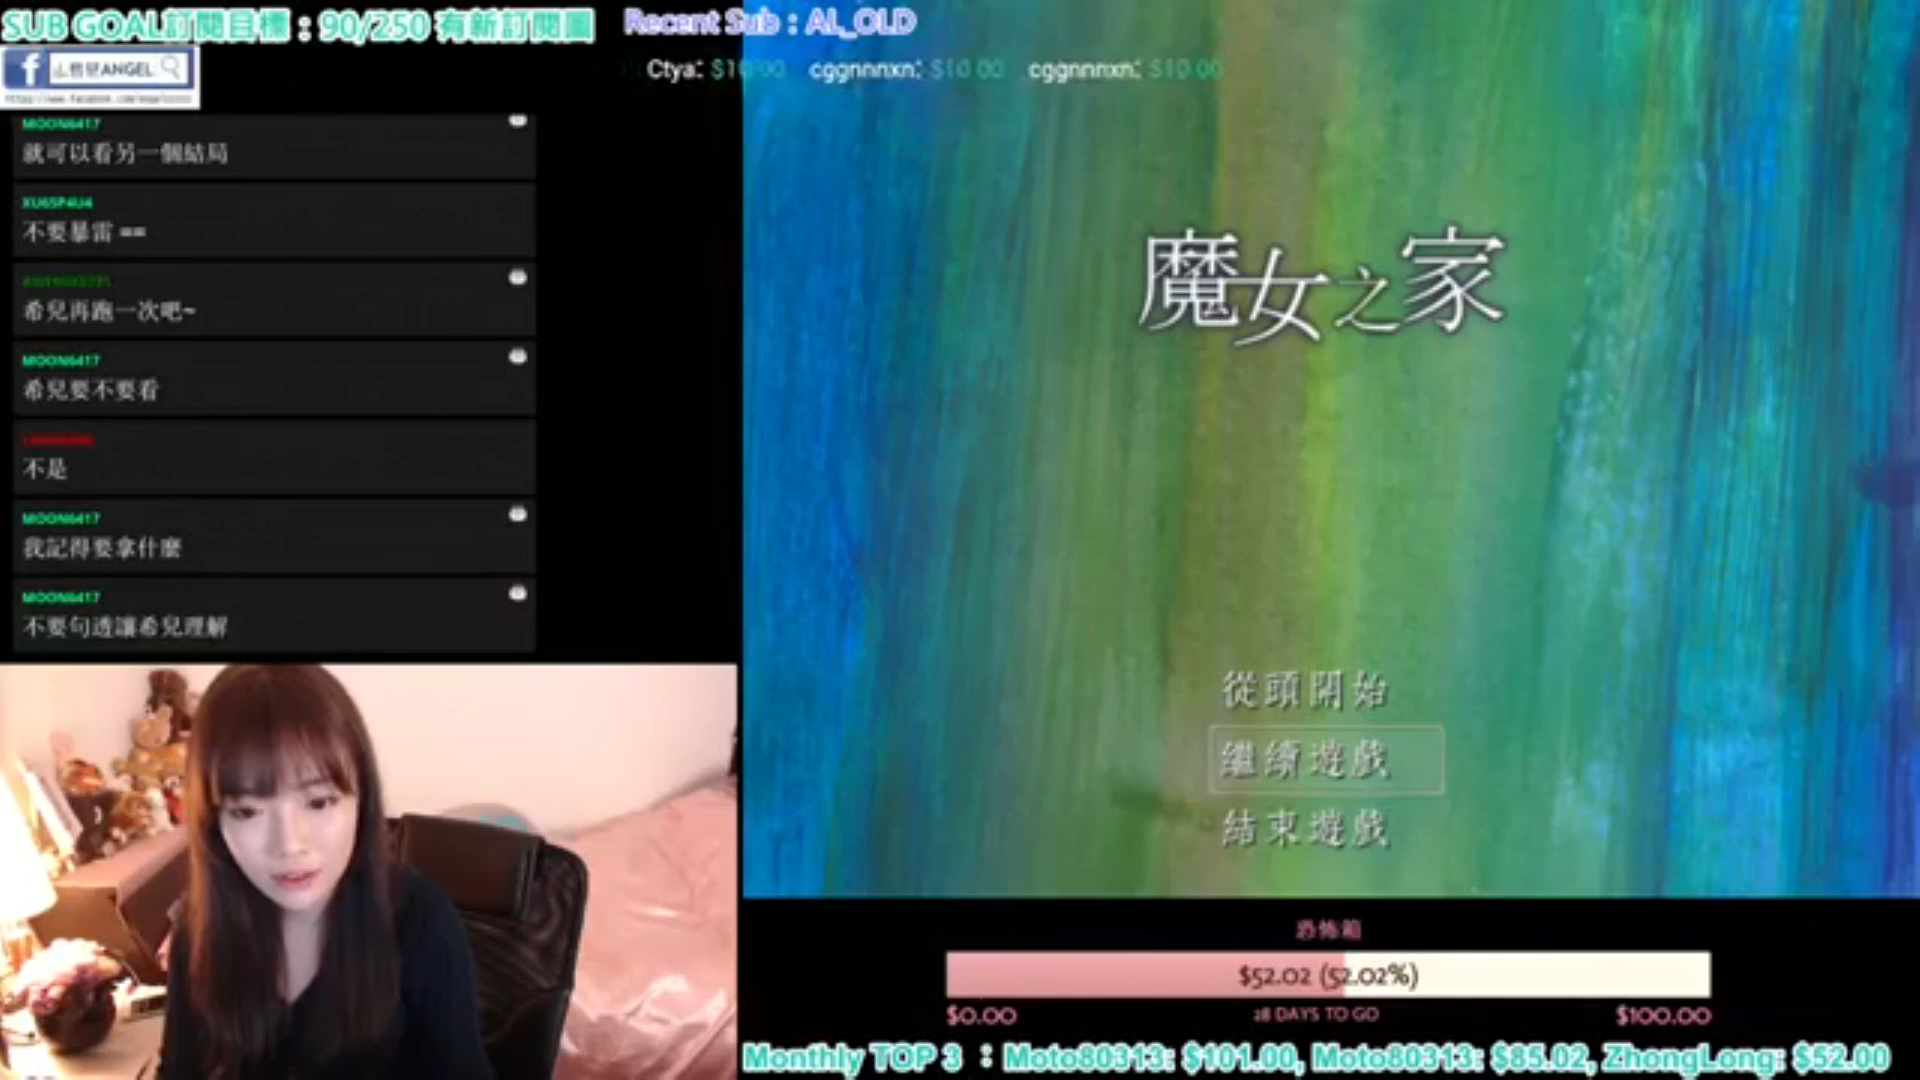 SUB GOAL訂閱目標：90/250 有新訂閱圖
Recent Sub : AL_OLD
ANGEL
Ctya: $10.00 cggnnnxn: $10.00 cggnnnxn: $10.00
MOON6417
就可以看另一個結局
XU6SP4U4
不要暴雷 ==
希兒再跑一次吧~
MOON6417
希兒要不要看
不是
MOON6417
我記得要拿什麼
MOON6417
不要句透讓希兒理解
魔女之家
從頭開始
繼續遊戲
結束遊戲
恐怖箱
$52.02 (52.02%)
$0.00
28 DAYS TO GO
$100.00
Monthly TOP 3 ：Moto80313: $101.00, Moto80313: $85.02, ZhongLong: $52.00